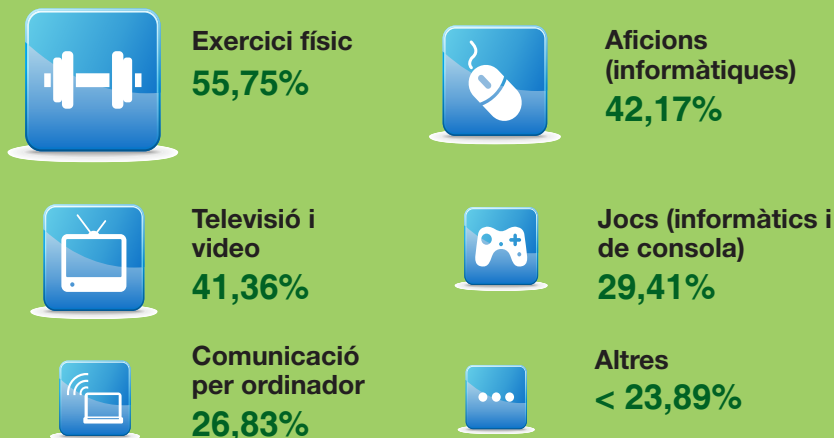 Exercici físic
55,75%
Aficions
(informàtiques)
42,17%
Televisió i
video
41,36%
Jocs (informàtics i
de consola)
29,41%
Comunicació
per ordinador
26,83%
Altres
< 23,89%